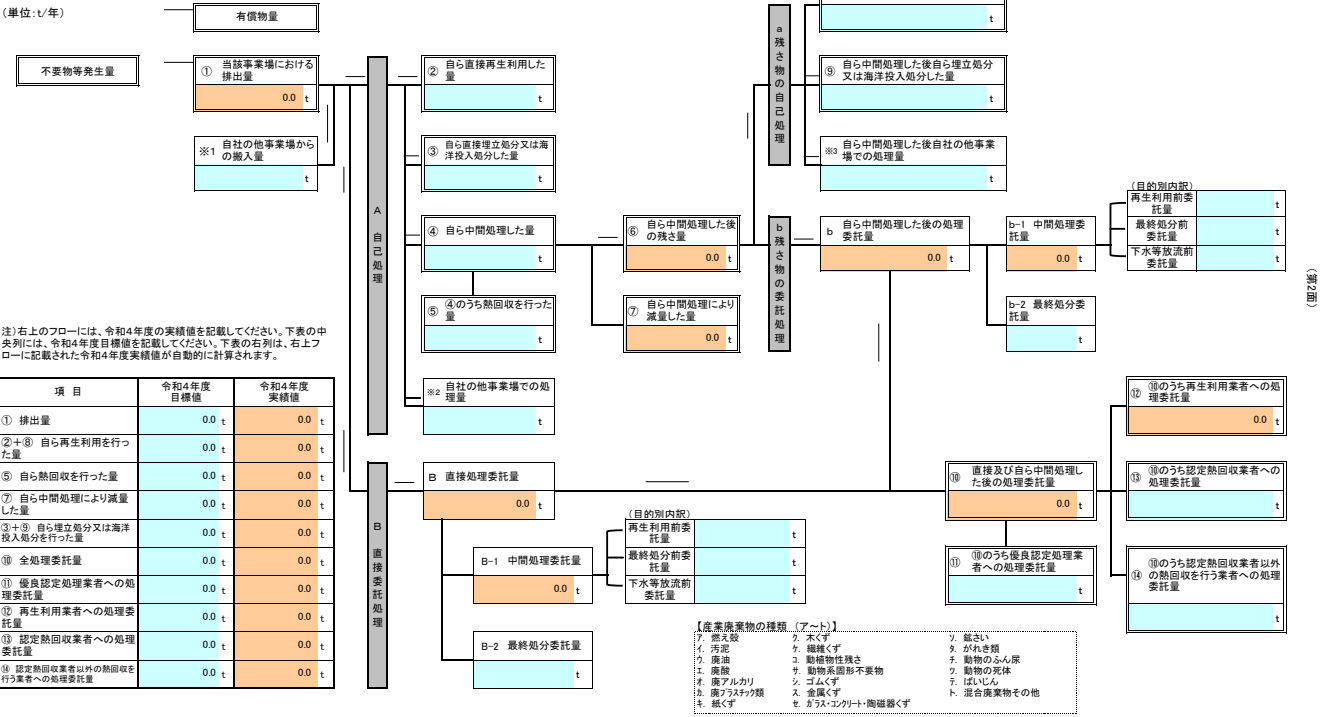 (単位:t/年)
有償物量
t
不要物等発生量
① 当該事業場における
排出量
0.0 t
※1 自社の他事業場から
の搬入量
t
A
自己処理
② 自ら直接再生利用した
量
t
③ 自ら直接埋立処分又は海
洋投入処分した量
t
④ 自ら中間処理した量
t
⑤ ④のうち熱回収を行った
量
t
※2 自社の他事業場での処
理量
t
⑥ 自ら中間処理した後
の残さ量
0.0 t
⑦ 自ら中間処理により
減量した量
0.0 t
a
残さ物の自己処理
⑨ 自ら中間処理した後自ら埋立処分
又は海洋投入処分した量
t
※3 自ら中間処理した後自社の他事業
場での処理量
t
b
残さ物の委託処理
b 自ら中間処理した後の処理
委託量
0.0 t
b-1 中間処理委
託量
0.0 t
b-2 最終処分委
託量
t
(目的別内訳)
再生利用前委
託量 t
最終処分前
委託量 t
下水等放流前
委託量 t
(第2面)
注)右上のフローには、令和4年度の実績値を記載してください。下表の中
央列には、令和4年度目標値を記載してください。下表の右列は、右上フ
ローに記載された令和4年度実績値が自動的に計算されます。
項 目 令和4年度
目標値 令和4年度
実績値
① 排出量 0.0 t 0.0 t
②+⑧ 自ら再生利用を行っ
た量 0.0 t 0.0 t
⑤ 自ら熱回収を行った量 0.0 t 0.0 t
⑦ 自ら中間処理により減量
した量 0.0 t 0.0 t
③+⑨ 自ら埋立処分又は海洋
投入処分を行った量 0.0 t 0.0 t
⑩ 全処理委託量 0.0 t 0.0 t
⑪ 優良認定処理業者への処
理委託量 0.0 t 0.0 t
⑫ 再生利用業者への処理委
託量 0.0 t 0.0 t
⑬ 認定熱回収業者への処理
委託量 0.0 t 0.0 t
⑭ 認定熱回収業者以外の熱回収を
行う業者への処理委託量 0.0 t 0.0 t
B
直接委託処理
B 直接処理委託量
0.0 t
B-1 中間処理委託量
0.0 t
B-2 最終処分委託量
t
(目的別内訳)
再生利用前委
託量 t
最終処分前委
託量 t
下水等放流前
委託量 t
⑩ 直接及び自ら中間処理し
た後の処理委託量
0.0 t
⑪ ⑩のうち優良認定処理業
者への処理委託量
t
⑫ ⑩のうち再生利用業者への処
理委託量
0.0 t
⑬ ⑩のうち認定熱回収業者への
処理委託量
t
⑭ ⑩のうち認定熱回収業者以外
の熱回収を行う業者への処理
委託量
t
【産業廃棄物の種類 (ア~ト)】
ア. 燃え殻 ク. 木くず ソ. 鉱さい
イ. 汚泥 ケ. 繊維くず タ. がれき類
ウ. 廃油 コ. 動植物性残さ チ. 動物のふん尿
エ. 廃酸 サ. 動物系固形不要物 ツ. 動物の死体
オ. 廃アルカリ シ. ゴムくず テ. ばいじん
カ. 廃プラスチック類 ス. 金属くず ト. 混合廃棄物その他
キ. 紙くず セ. ガラス・コンクリート・陶磁器くず